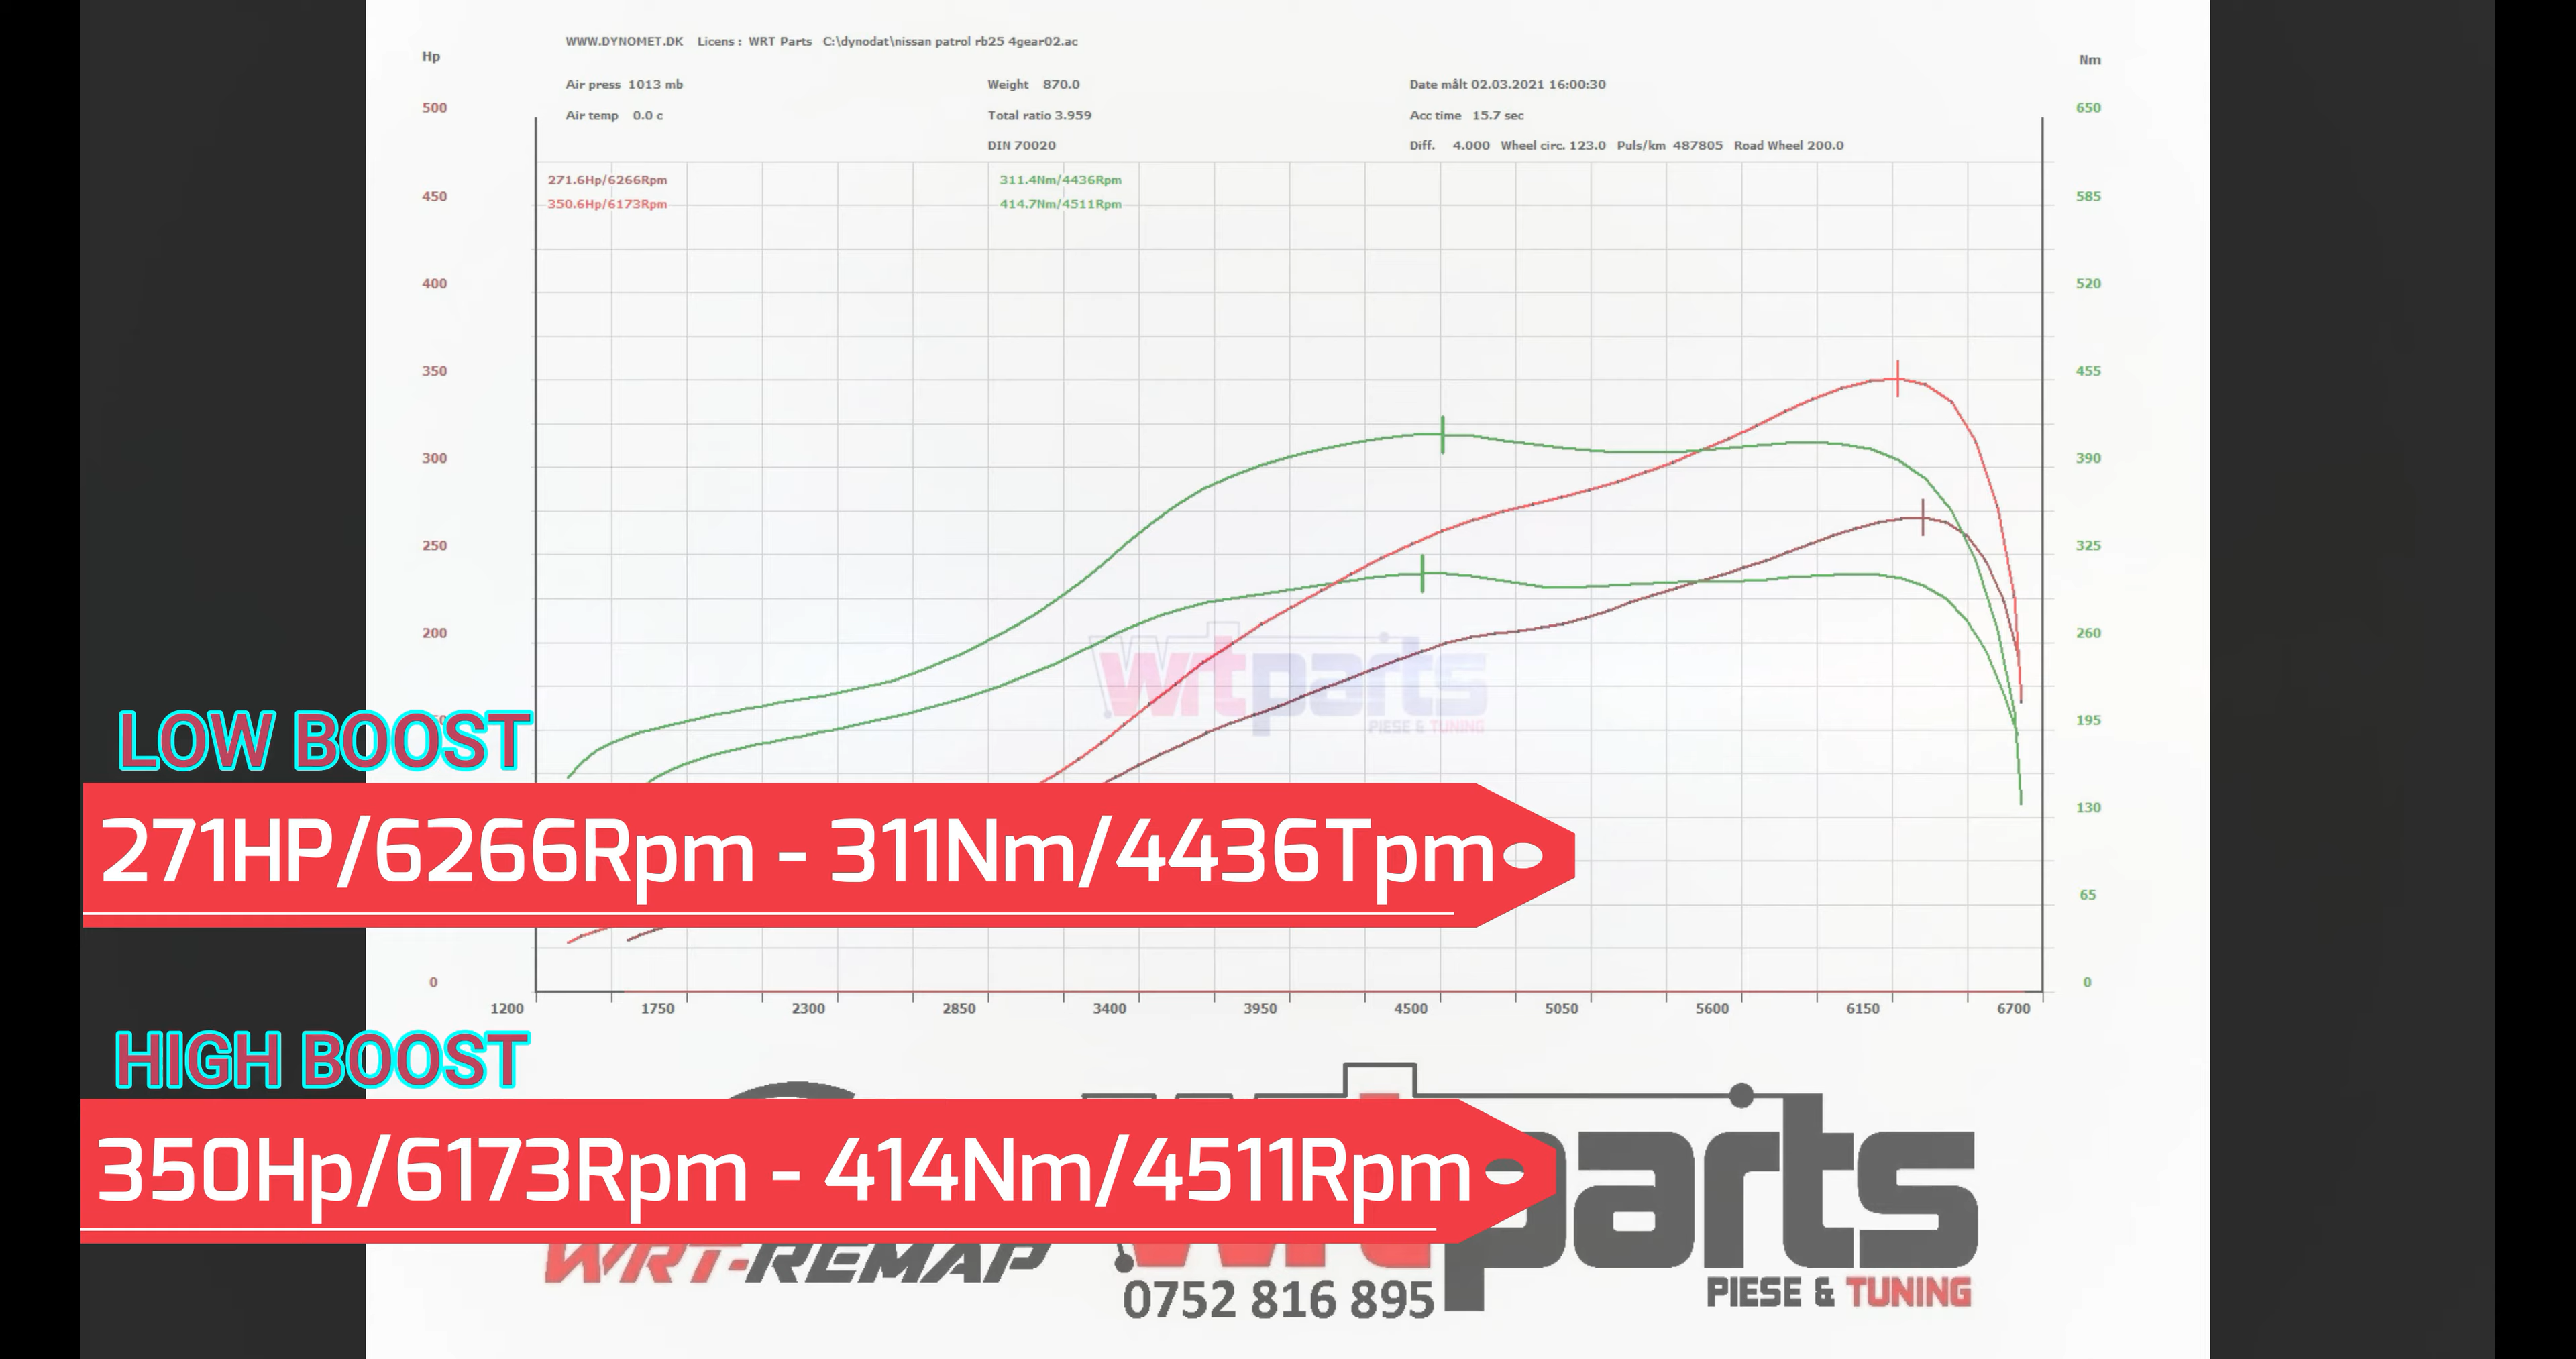 WWW.DYNOMET.DK Licens : WRT Parts C:\dynodat\nissan patrol rb25 4gear02.ac
Hp
Nm
Air press 1013 mb
Weight 870.0
Date målt 02.03.2021 16:00:30
Air temp 0.0 c
Total ratio 3.959
Acc time 15.7 sec
DIN 70020
Diff. 4.000 Wheel circ. 123.0 Puls/km 487805 Road Wheel 200.0
271.6Hp/6266Rpm
311.4Nm/4436Rpm
350.6Hp/6173Rpm
414.7Nm/4511Rpm
500
450
400
350
300
250
200
0
650
585
520
455
390
325
260
195
130
65
0
wrtparts
PIESE & TUNING
LOW BOOST
271HP/6266Rpm - 311Nm/4436Tpm
1200 1750 2300 2850 3400 3950 4500 5050 5600 6150 6700
HIGH BOOST
350Hp/6173Rpm - 414Nm/4511Rpm
WRT-REMAP
wrtparts
0752 816 895
PIESE & TUNING